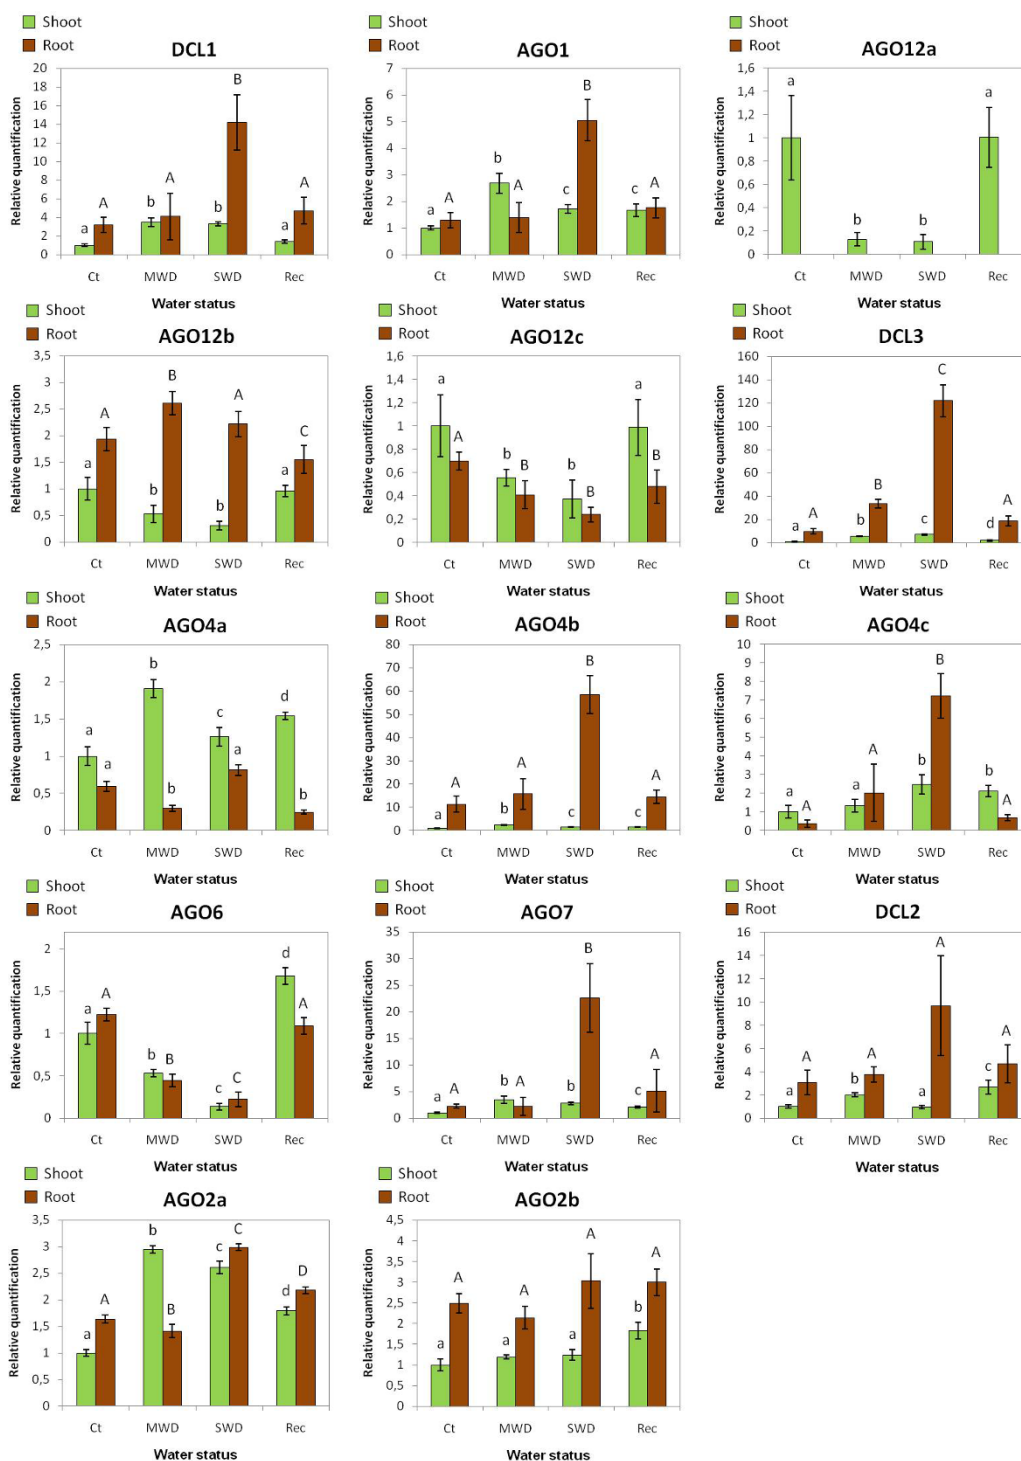 Shoot
Root
DCL1
Relative quantification
20
18
16
14
12
10
8
6
4
2
0
a A b A b B a A
Ct MWD SWD Rec
Water status
Shoot
Root
AGO1
Relative quantification
7
6
5
4
3
2
1
0
a A b A c B c A
Ct MWD SWD Rec
Water status
Shoot
Root
AGO12a
Relative quantification
1,6
1,4
1,2
1
0,8
0,6
0,4
0,2
0
a b b a
Ct MWD SWD Rec
Water status
Shoot
Root
AGO12b
Relative quantification
3,5
3
2,5
2
1,5
1
0,5
0
a A b B b A a C
Ct MWD SWD Rec
Water status
Shoot
Root
AGO12c
Relative quantification
1,6
1,4
1,2
1
0,8
0,6
0,4
0,2
0
a A b B b B a B
Ct MWD SWD Rec
Water status
Shoot
Root
DCL3
Relative quantification
160
140
120
100
80
60
40
20
0
a A b B c C d A
Ct MWD SWD Rec
Water status
Shoot
Root
AGO4a
Relative quantification
2,5
2
1,5
1
0,5
0
a a b b c a d b
Ct MWD SWD Rec
Water status
Shoot
Root
AGO4b
Relative quantification
80
70
60
50
40
30
20
10
0
a A b A c B c A
Ct MWD SWD Rec
Water status
Shoot
Root
AGO4c
Relative quantification
10
9
8
7
6
5
4
3
2
1
0
a A a A b B b A
Ct MWD SWD Rec
Water status
Shoot
Root
AGO6
Relative quantification
2
1,5
1
0,5
0
a A b B c C d A
Ct MWD SWD Rec
Water status
Shoot
Root
AGO7
Relative quantification
35
30
25
20
15
10
5
0
a A b A b B c A
Ct MWD SWD Rec
Water status
Shoot
Root
DCL2
Relative quantification
16
14
12
10
8
6
4
2
0
a A b A a A c A
Ct MWD SWD Rec
Water status
Shoot
Root
AGO2a
Relative quantification
3,5
3
2,5
2
1,5
1
0,5
0
a A b B c C d D
Ct MWD SWD Rec
Water status
Shoot
Root
AGO2b
Relative quantification
4,5
4
3,5
3
2,5
2
1,5
1
0,5
0
a A a A a A b A
Ct MWD SWD Rec
Water status